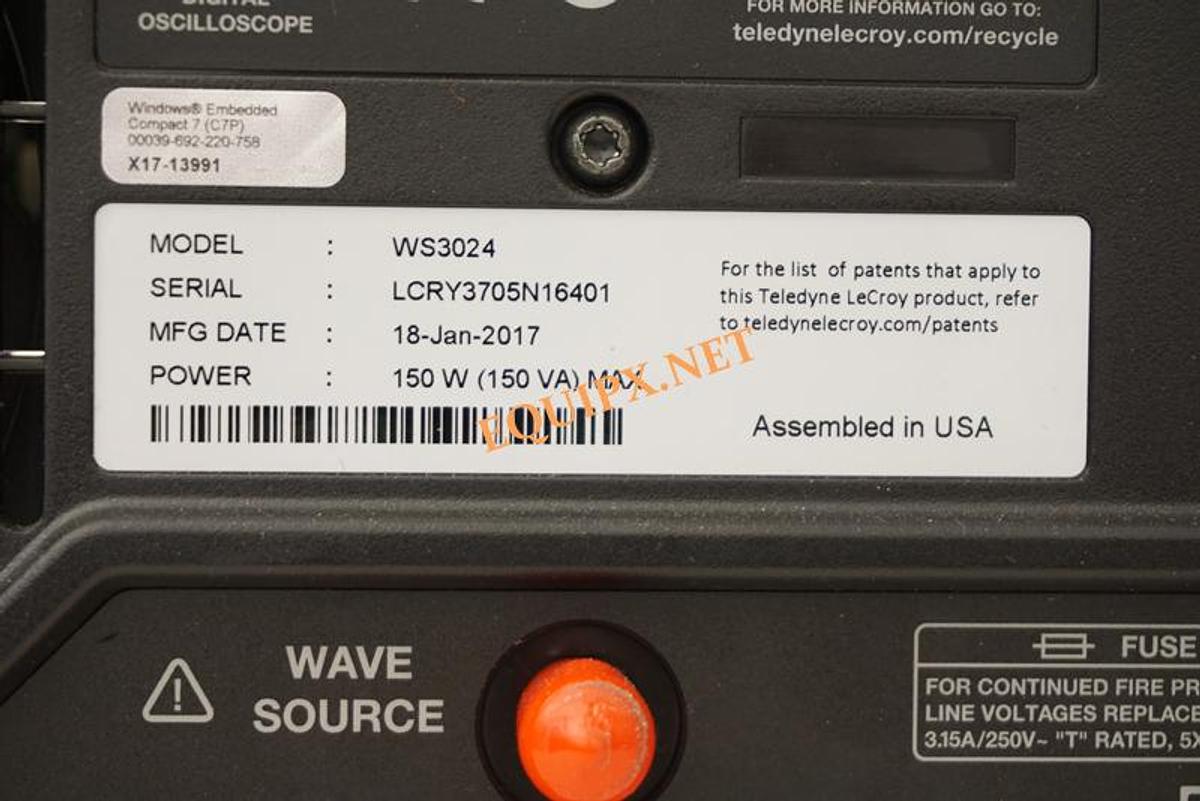 DIGITAL
OSCILLOSCOPE
FOR MORE INFORMATION GO TO:
teledynelecroy.com/recycle
Windows® Embedded
Compact 7 (C7P)
00039-692-220-758
X17-13991
MODEL : WS3024
SERIAL : LCRY3705N16401
MFG DATE : 18-Jan-2017
POWER : 150 W (150 VA) MAX
For the list of patents that apply to
this Teledyne LeCroy product, refer
to teledynelecroy.com/patents
Assembled in USA
EQUIPX.NET
WAVE
SOURCE
FUSE
FOR CONTINUED FIRE PR
LINE VOLTAGES REPLACE
3.15A/250V~ "T" RATED, 5X